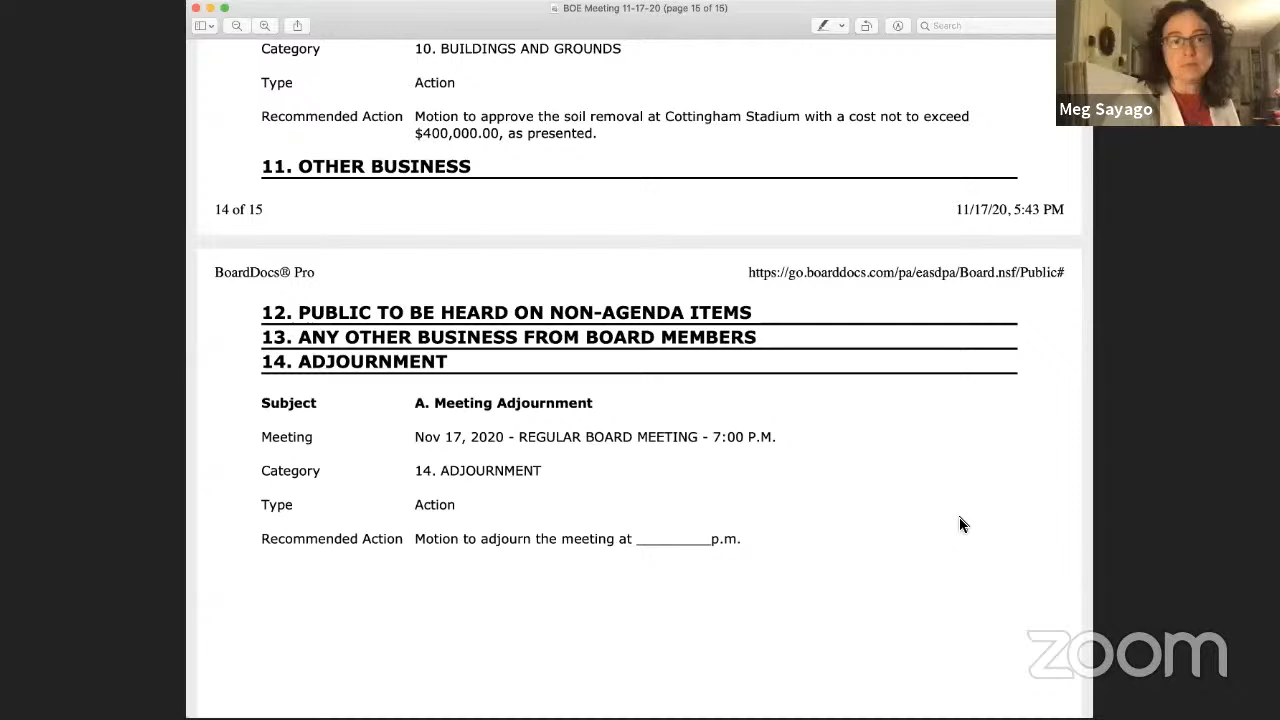 BOE Meeting 11-17-20 (page 15 of 15)
Search
Meg Sayago
Category 10. BUILDINGS AND GROUNDS
Type Action
Recommended Action Motion to approve the soil removal at Cottingham Stadium with a cost not to exceed
$400,000.00, as presented.
11. OTHER BUSINESS
14 of 15 11/17/20, 5:43 PM
BoardDocs® Pro https://go.boarddocs.com/pa/easdpa/Board.nsf/Public#
12. PUBLIC TO BE HEARD ON NON-AGENDA ITEMS
13. ANY OTHER BUSINESS FROM BOARD MEMBERS
14. ADJOURNMENT
Subject A. Meeting Adjournment
Meeting Nov 17, 2020 - REGULAR BOARD MEETING - 7:00 P.M.
Category 14. ADJOURNMENT
Type Action
Recommended Action Motion to adjourn the meeting at __________p.m.
zoom